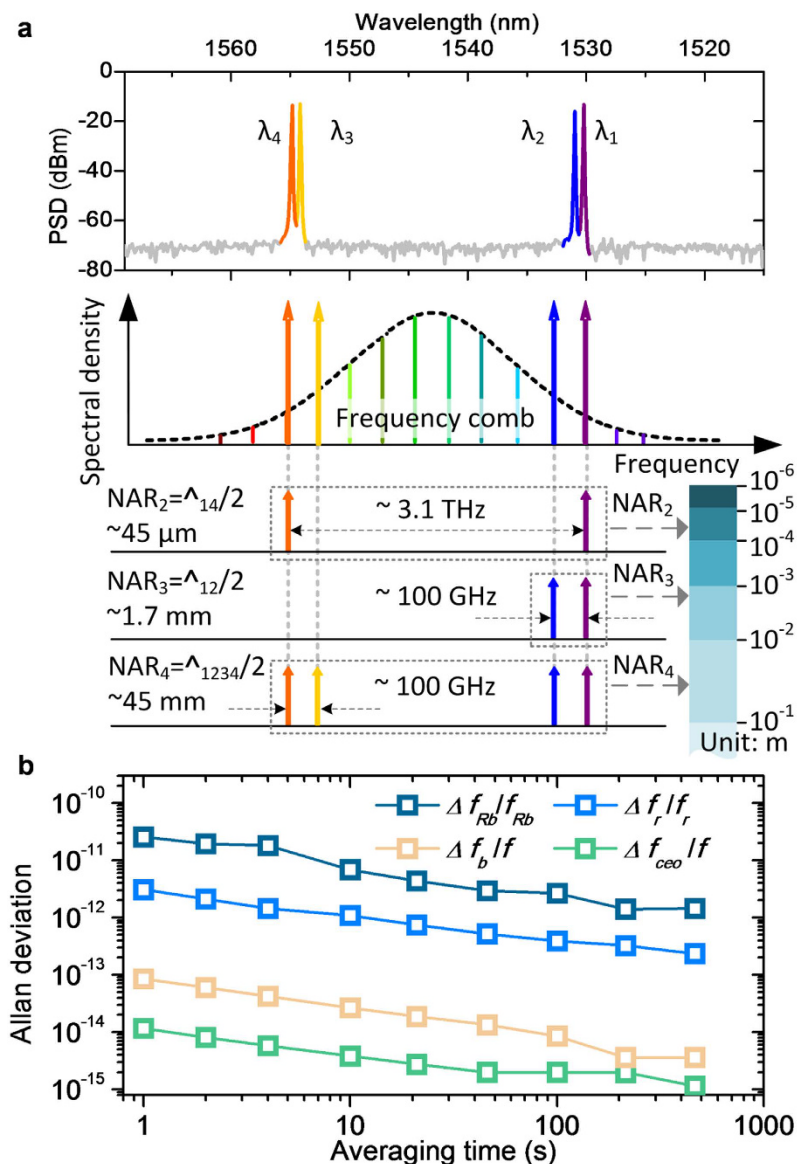 a
Wavelength (nm)
1560 1550 1540 1530 1520
0
-20
-40
-60
-80
PSD (dBm)
λ4 λ3 λ2 λ1
Spectral density
Frequency comb
Frequency
NAR2=Λ14/2
~45 μm
~ 3.1 THz
NAR2
NAR3=Λ12/2
~1.7 mm
~ 100 GHz
NAR3
NAR4=Λ1234/2
~45 mm
~ 100 GHz
NAR4
10-6
10-5
10-4
10-3
10-2
10-1
Unit: m
b
10-10
10-11
10-12
10-13
10-14
10-15
Allan deviation
Δ fRb/fRb Δ fr/fr
Δ fb/f Δ fceo/f
1 10 100 1000
Averaging time (s)